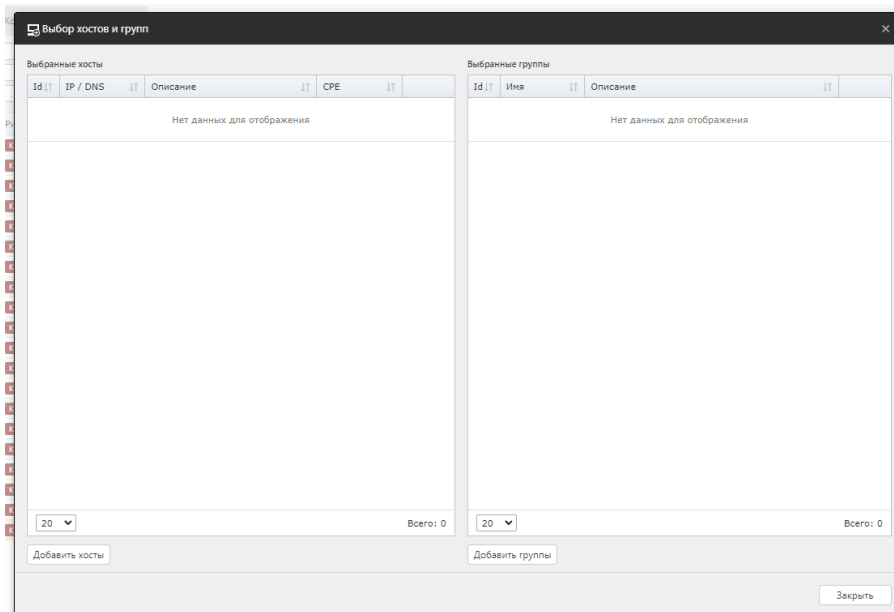 Выбор хостов и групп
Выбранные хосты
Id IP / DNS Описание CPE
Нет данных для отображения
20 Всего: 0
Добавить хосты
Выбранные группы
Id Имя Описание
Нет данных для отображения
20 Всего: 0
Добавить группы
Закрыть